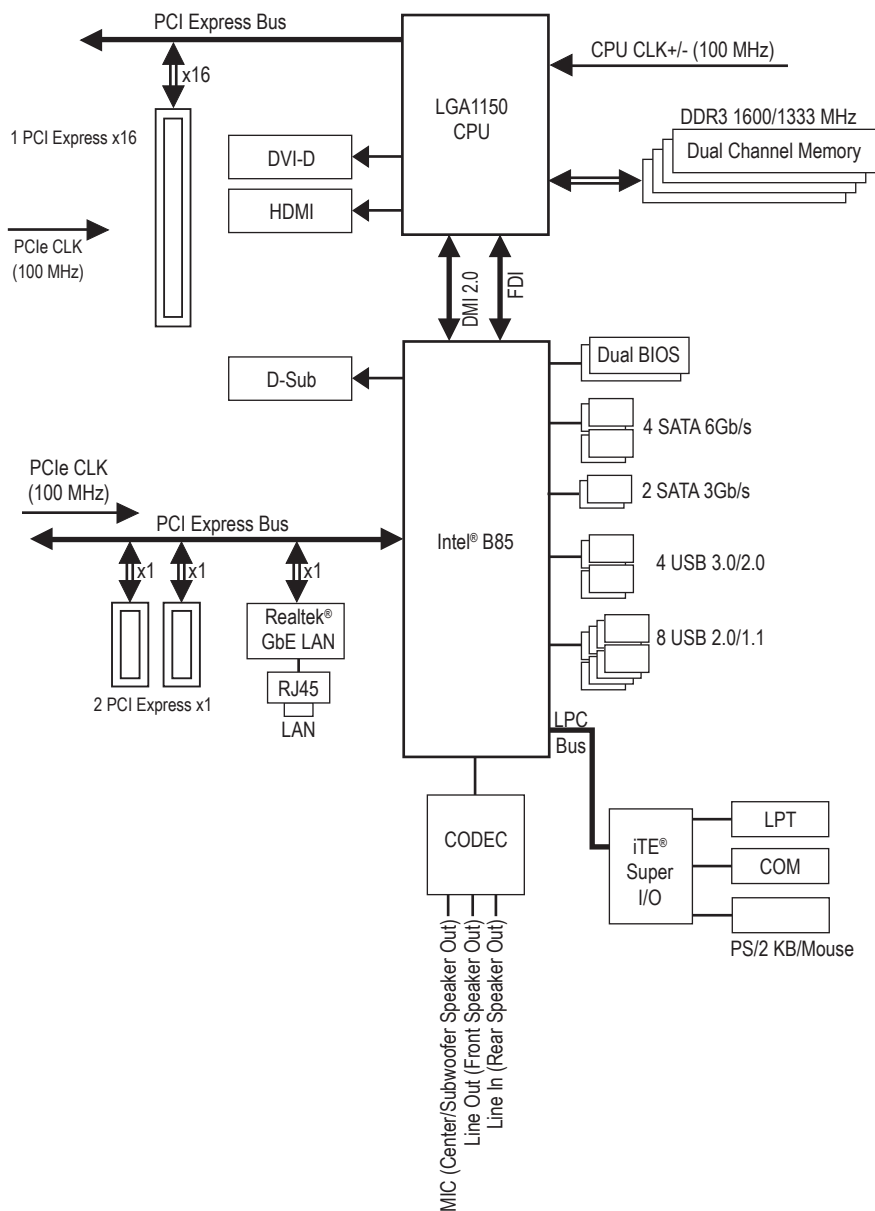 PCI Express Bus
x16
1 PCI Express x16
PCIe CLK
(100 MHz)
LGA1150
CPU
CPU CLK+/- (100 MHz)
DDR3 1600/1333 MHz
Dual Channel Memory
DVI-D
HDMI
DMI 2.0
FDI
D-Sub
Intel® B85
Dual BIOS
4 SATA 6Gb/s
2 SATA 3Gb/s
4 USB 3.0/2.0
8 USB 2.0/1.1
PCIe CLK
(100 MHz)
PCI Express Bus
x1
x1
x1
2 PCI Express x1
Realtek®
GbE LAN
RJ45
LAN
LPC
Bus
CODEC
iTE®
Super
I/O
LPT
COM
PS/2 KB/Mouse
MIC (Center/Subwoofer Speaker Out)
Line Out (Front Speaker Out)
Line In (Rear Speaker Out)